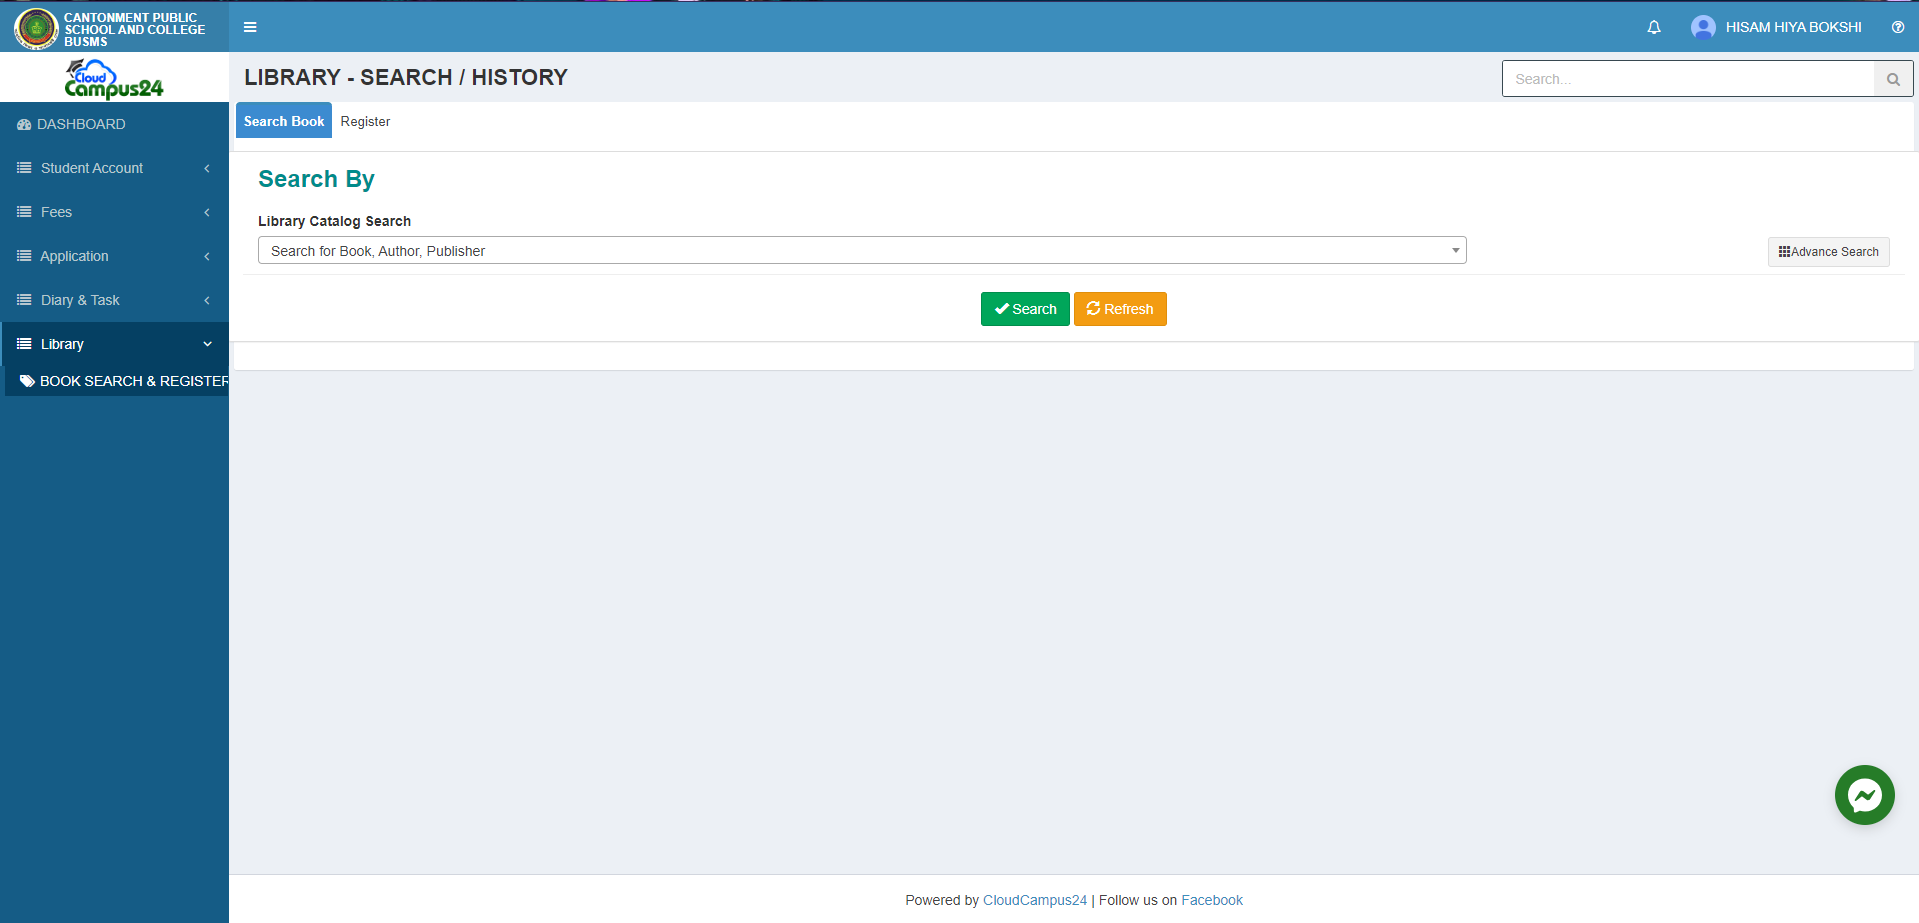 CANTONMENT PUBLIC
SCHOOL AND COLLEGE
BUSMS
HISAM HIYA BOKSHI
Cloud
Campus24
LIBRARY - SEARCH / HISTORY
Search...
DASHBOARD
Student Account
Fees
Application
Diary & Task
Library
BOOK SEARCH & REGISTER
Search Book
Register
Search By
Library Catalog Search
Search for Book, Author, Publisher
Advance Search
Search
Refresh
Powered by CloudCampus24 | Follow us on Facebook